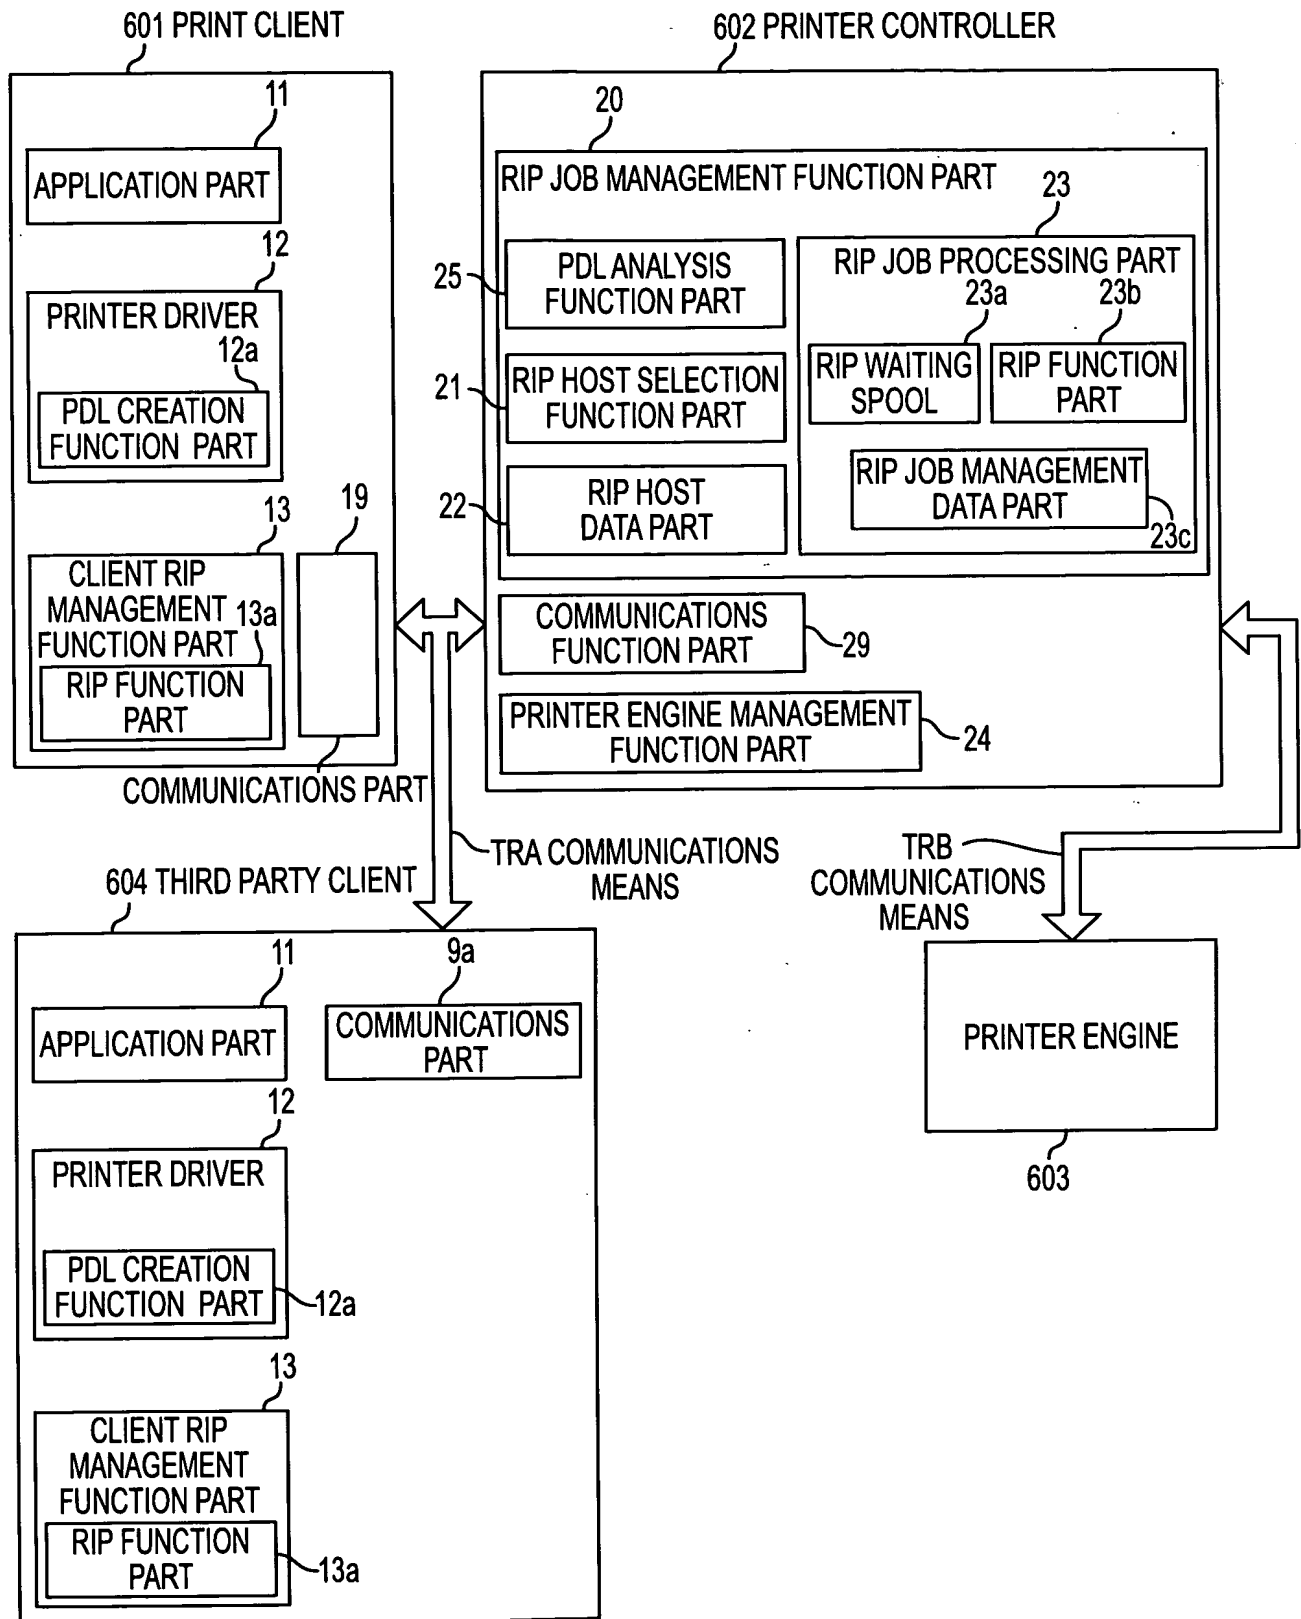 601 PRINT CLIENT
11
APPLICATION PART
12
PRINTER DRIVER
12a
PDL CREATION
FUNCTION PART
13
19
CLIENT RIP
MANAGEMENT
FUNCTION PART
13a
RIP FUNCTION
PART
COMMUNICATIONS PART
602 PRINTER CONTROLLER
20
RIP JOB MANAGEMENT FUNCTION PART
25
PDL ANALYSIS
FUNCTION PART
21
RIP HOST SELECTION
FUNCTION PART
22
RIP HOST
DATA PART
23
RIP JOB PROCESSING PART
23a
23b
RIP WAITING
SPOOL
RIP FUNCTION
PART
RIP JOB MANAGEMENT
DATA PART
23c
COMMUNICATIONS
FUNCTION PART
29
PRINTER ENGINE MANAGEMENT
FUNCTION PART
24
TRA COMMUNICATIONS
MEANS
TRB
COMMUNICATIONS
MEANS
604 THIRD PARTY CLIENT
11
9a
APPLICATION PART
COMMUNICATIONS
PART
12
PRINTER DRIVER
PDL CREATION
FUNCTION PART
12a
13
CLIENT RIP
MANAGEMENT
FUNCTION PART
RIP FUNCTION
PART
13a
PRINTER ENGINE
603